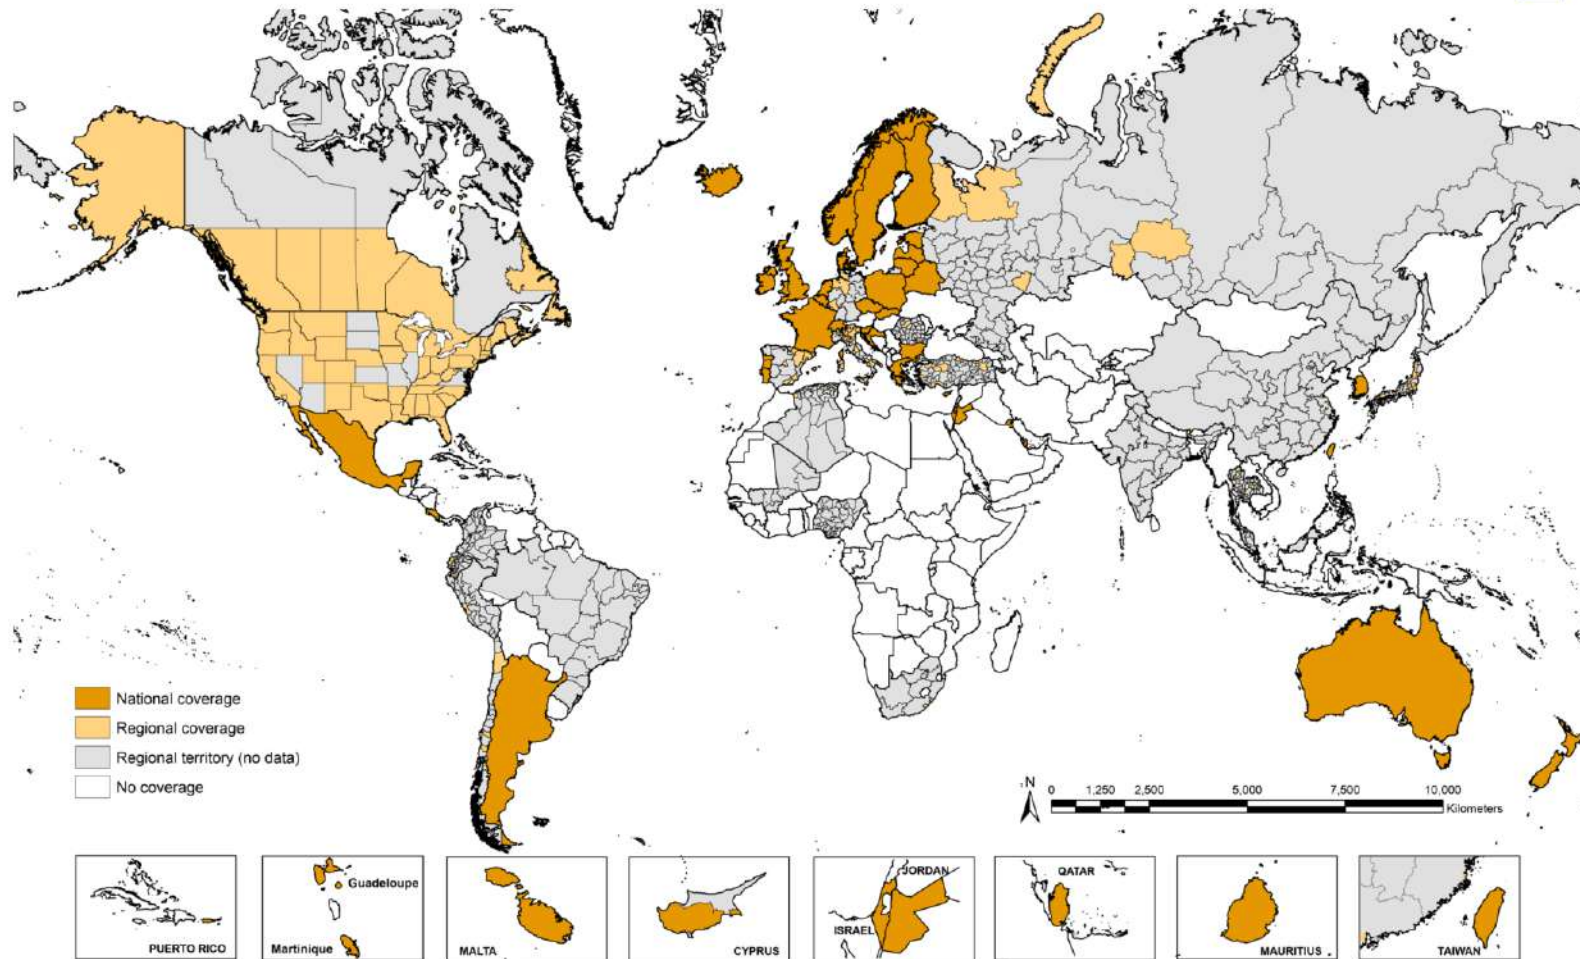 National coverage
Regional coverage
Regional territory (no data)
No coverage
N
0 1,250 2,500 5,000 7,500 10,000
Kilometers
PUERTO RICO
Guadeloupe
Martinique
MALTA
CYPRUS
JORDAN
ISRAEL
QATAR
MAURITIUS
TAIWAN